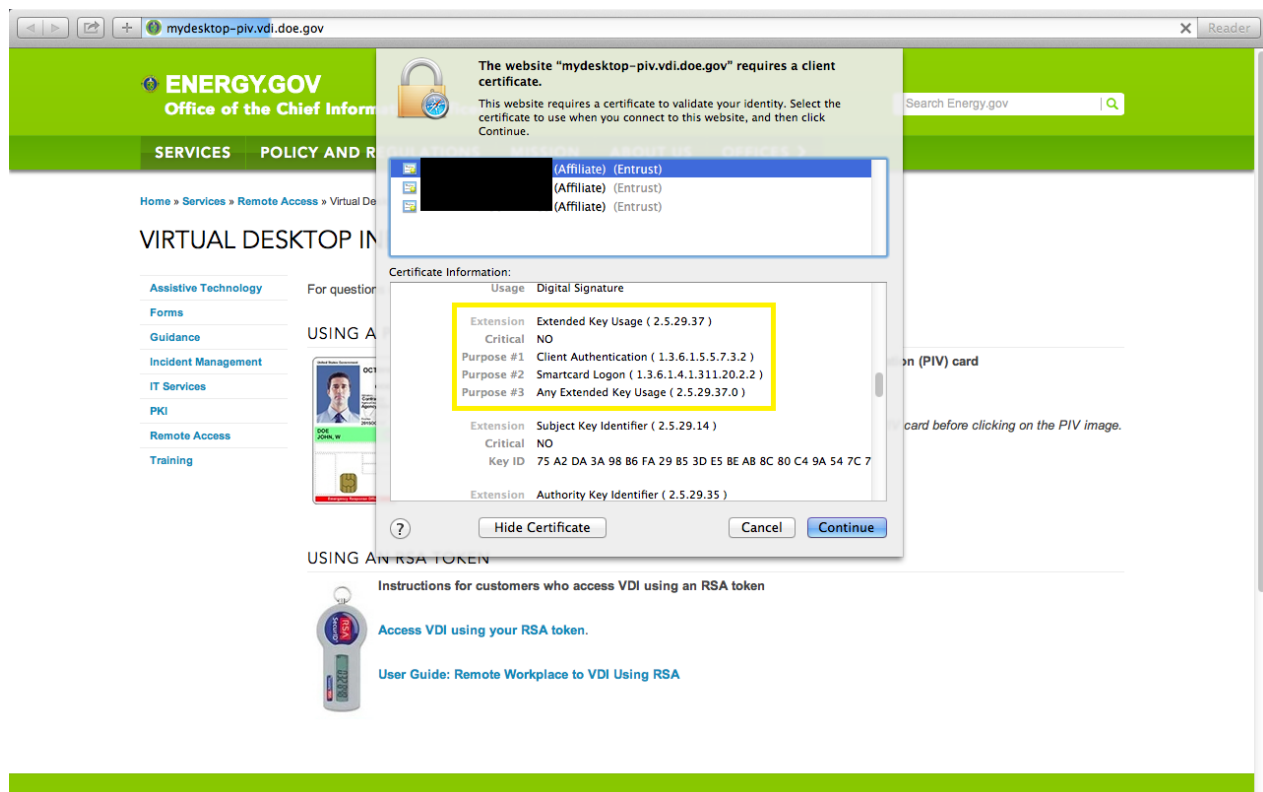 mydesktop-piv.vdi.doe.gov
Reader
ENERGY.GOV
Office of the Chief Inform
Search Energy.gov
SERVICES POLICY AND REGULATIONS MISSION ABOUT US OFFICES >
The website "mydesktop-piv.vdi.doe.gov" requires a client
certificate.
This website requires a certificate to validate your identity. Select the
certificate to use when you connect to this website, and then click
Continue.
(Affiliate) (Entrust)
(Affiliate) (Entrust)
(Affiliate) (Entrust)
Certificate Information:
Usage Digital Signature
Extension Extended Key Usage ( 2.5.29.37 )
Critical NO
Purpose #1 Client Authentication ( 1.3.6.1.5.5.7.3.2 )
Purpose #2 Smartcard Logon ( 1.3.6.1.4.1.311.20.2.2 )
Purpose #3 Any Extended Key Usage ( 2.5.29.37.0 )
Extension Subject Key Identifier ( 2.5.29.14 )
Critical NO
Key ID 75 A2 DA 3A 98 B6 FA 29 B5 3D E5 BE AB 8C 80 C4 9A 54 7C 7
Extension Authority Key Identifier ( 2.5.29.35 )
?
Hide Certificate
Cancel
Continue
Home » Services » Remote Access » Virtual De
VIRTUAL DESKTOP IN
Assistive Technology
Forms
Guidance
Incident Management
IT Services
PKI
Remote Access
Training
For question
USING A
on (PIV) card
card before clicking on the PIV image.
DOE
JOHN, W
USING AN RSA TOKEN
Instructions for customers who access VDI using an RSA token
Access VDI using your RSA token.
User Guide: Remote Workplace to VDI Using RSA
RSA
Security